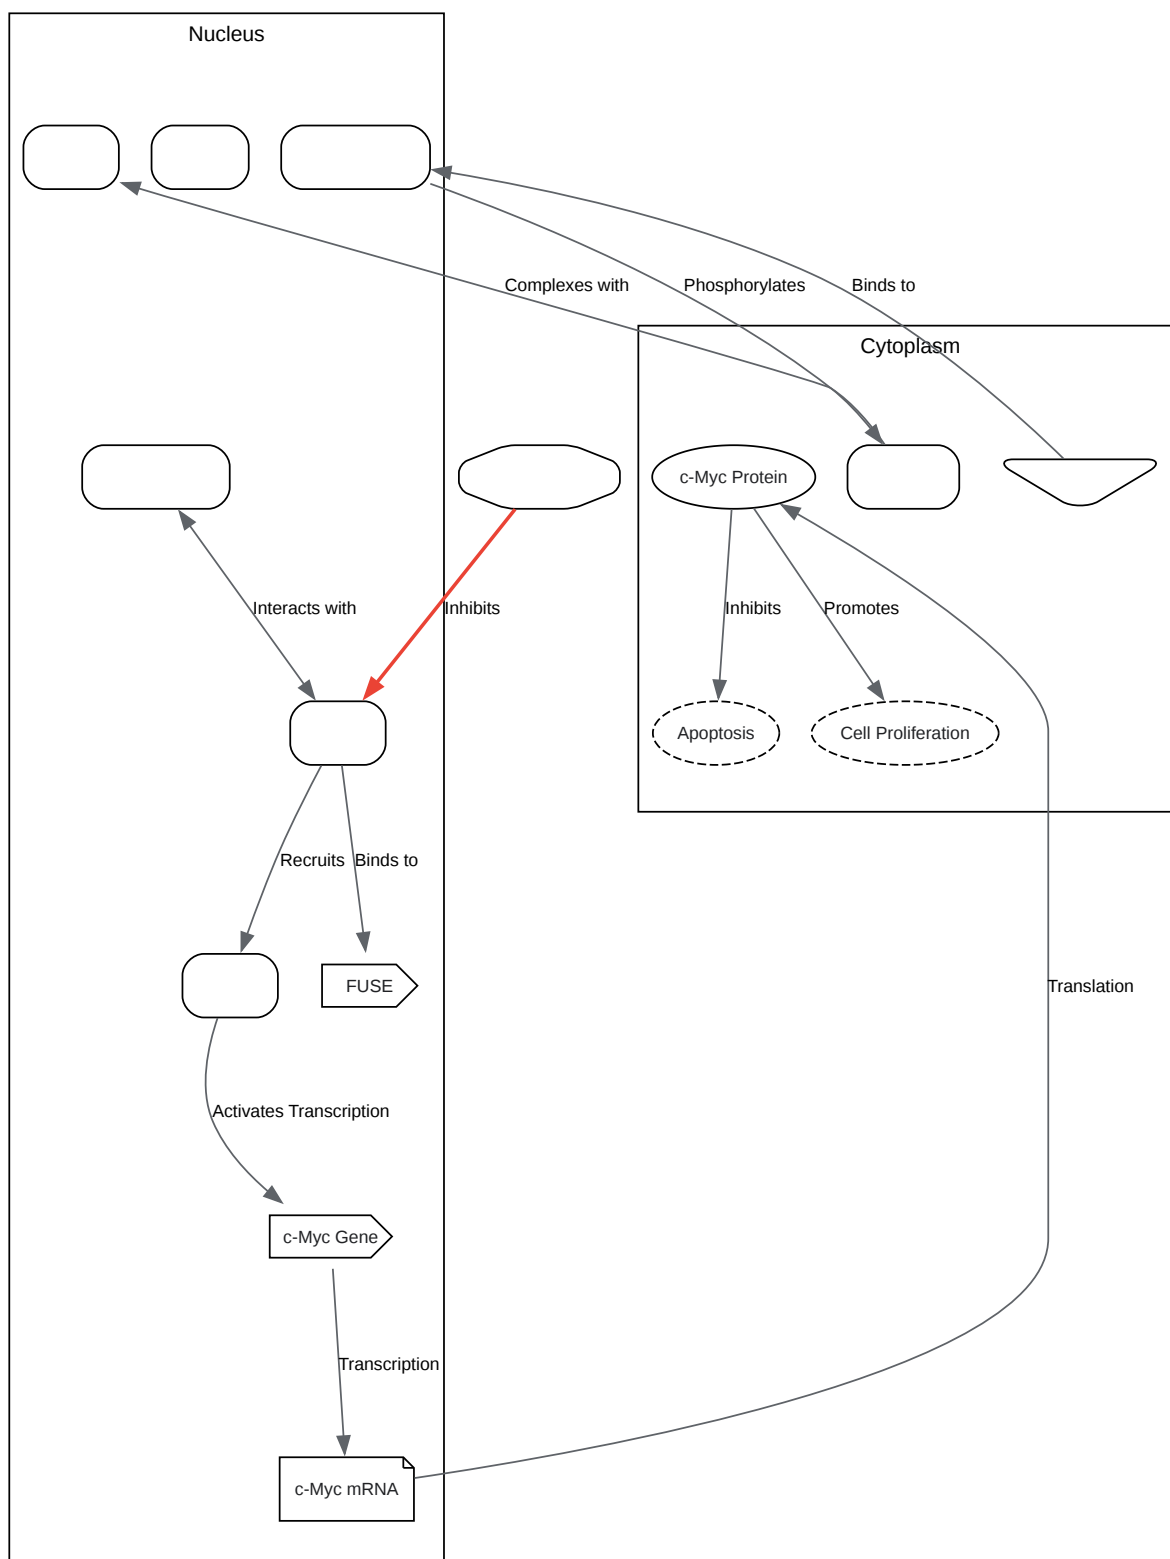 Nucleus
Complexes with
Phosphorylates
Binds to
Cytoplasm
c-Myc Protein
Interacts with
Inhibits
Inhibits
Promotes
Apoptosis
Cell Proliferation
Recruits
Binds to
FUSE
Translation
Activates Transcription
c-Myc Gene
Transcription
c-Myc mRNA